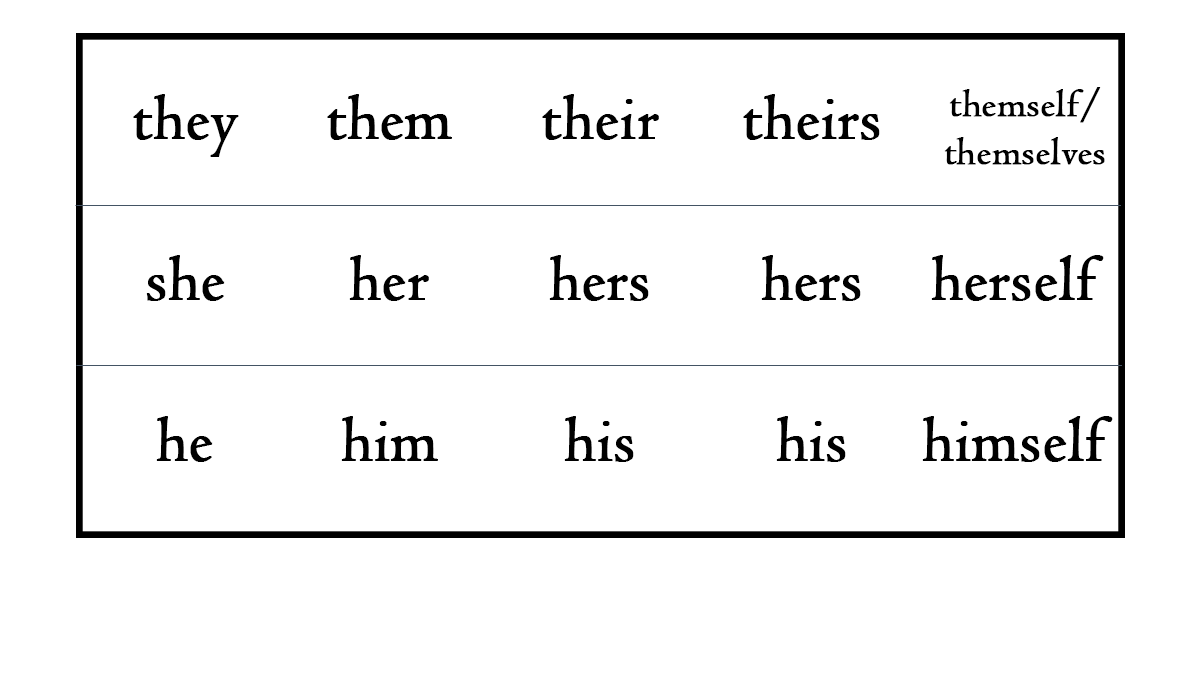 they them their theirs themself/
themselves
she her hers hers herself
he him his his himself